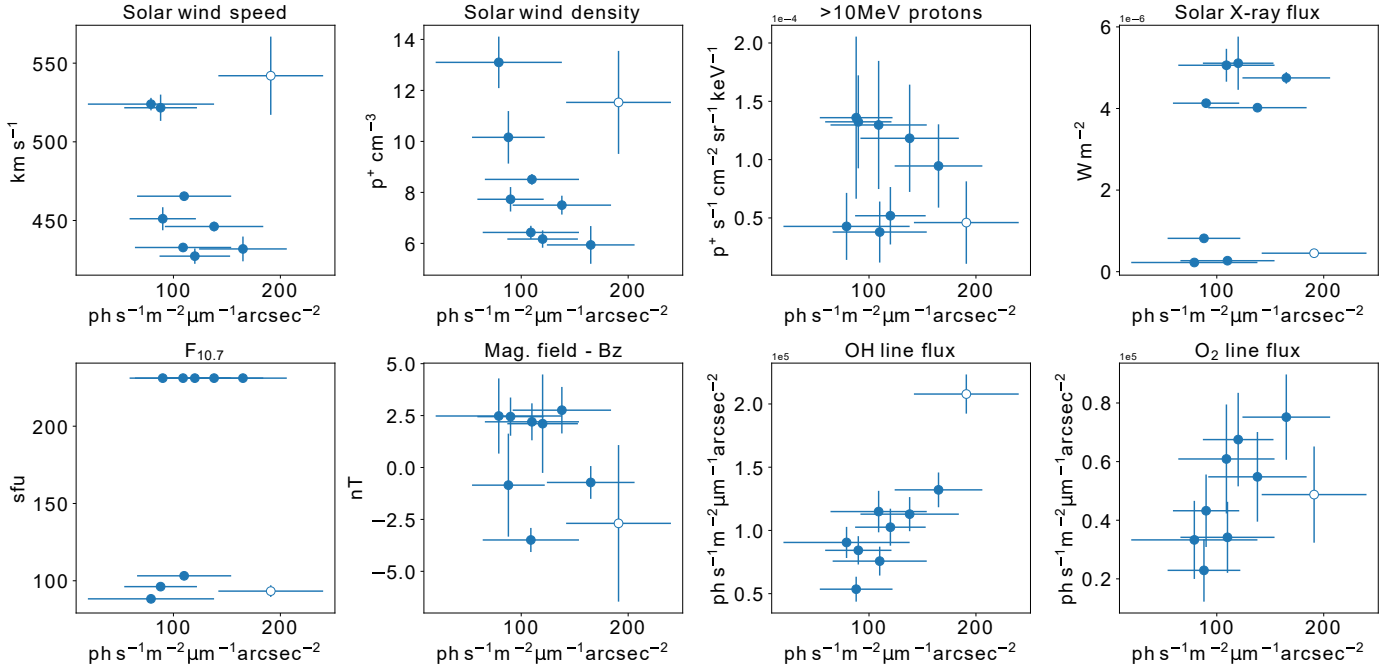 Solar wind speed
km s⁻¹
550
500
450
100 200
ph s⁻¹m⁻²µm⁻¹arcsec⁻²
Solar wind density
p⁺ cm⁻³
14
12
10
8
6
100 200
ph s⁻¹m⁻²µm⁻¹arcsec⁻²
>10MeV protons
1e−4
p⁺ s⁻¹ cm⁻² sr⁻¹ keV⁻¹
2.0
1.5
1.0
0.5
100 200
ph s⁻¹m⁻²µm⁻¹arcsec⁻²
Solar X-ray flux
1e−6
W m⁻²
6
4
2
0
100 200
ph s⁻¹m⁻²µm⁻¹arcsec⁻²
F₁₀.₇
sfu
200
150
100
100 200
ph s⁻¹m⁻²µm⁻¹arcsec⁻²
Mag. field - Bz
nT
5.0
2.5
0.0
−2.5
−5.0
100 200
ph s⁻¹m⁻²µm⁻¹arcsec⁻²
OH line flux
1e5
ph s⁻¹m⁻²µm⁻¹arcsec⁻²
2.0
1.5
1.0
0.5
100 200
ph s⁻¹m⁻²µm⁻¹arcsec⁻²
O₂ line flux
1e5
ph s⁻¹m⁻²µm⁻¹arcsec⁻²
0.8
0.6
0.4
0.2
100 200
ph s⁻¹m⁻²µm⁻¹arcsec⁻²